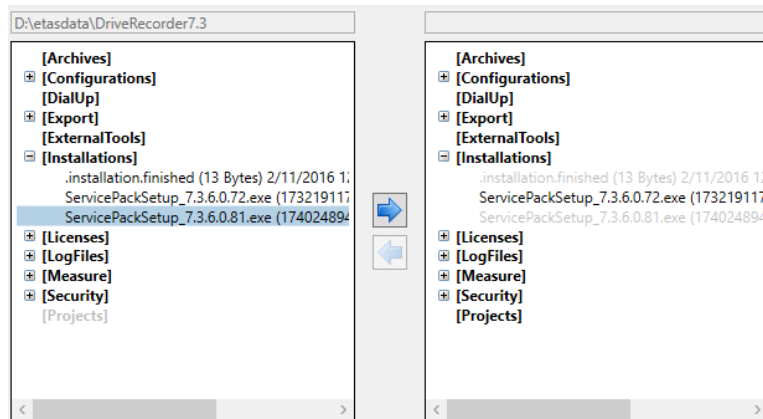 D:\etasdata\DriveRecorder7.3
[Archives]
[Configurations]
[DialUp]
[Export]
[ExternalTools]
[Installations]
.installation.finished (13 Bytes) 2/11/2016 12
ServicePackSetup_7.3.6.0.72.exe (173219117
ServicePackSetup_7.3.6.0.81.exe (174024894
[Licenses]
[LogFiles]
[Measure]
[Security]
[Projects]
[Archives]
[Configurations]
[DialUp]
[Export]
[ExternalTools]
[Installations]
.installation.finished (13 Bytes) 2/11/2016 12
ServicePackSetup_7.3.6.0.72.exe (173219117
ServicePackSetup_7.3.6.0.81.exe (174024894
[Licenses]
[LogFiles]
[Measure]
[Security]
[Projects]